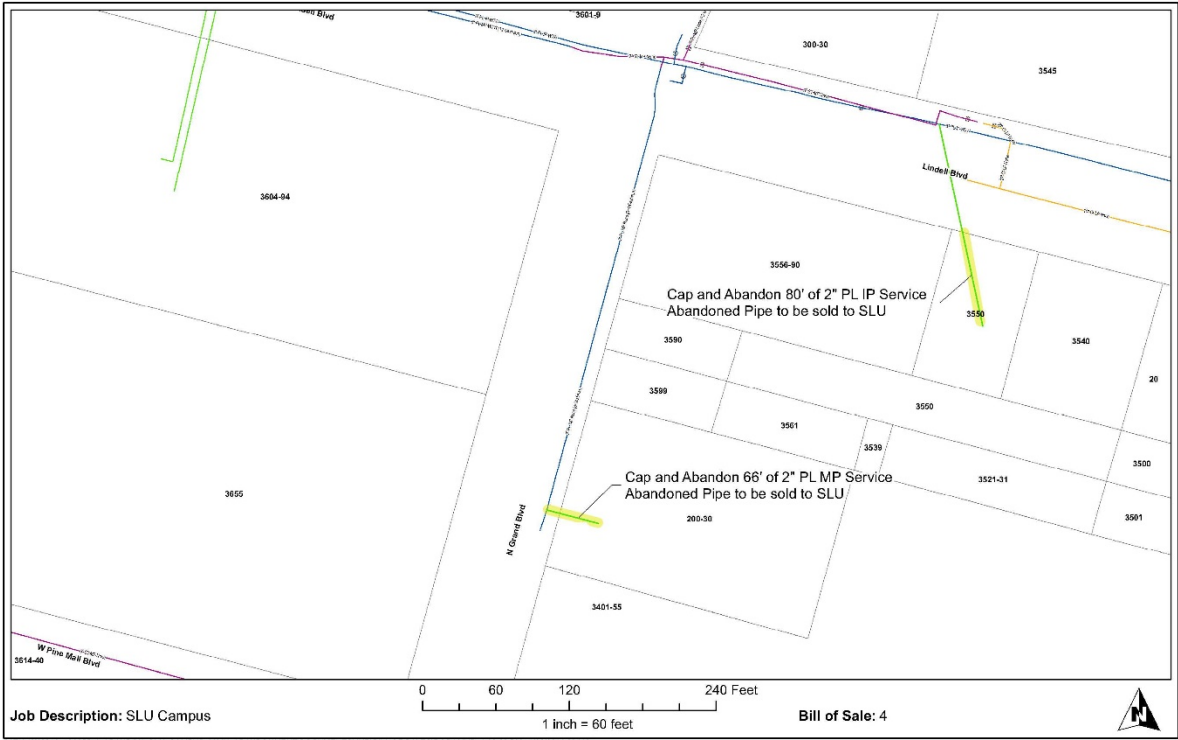 Lindell Blvd
3601-9
300-30
3545
3604-94
Lindell Blvd
3556-90
Cap and Abandon 80' of 2" PL IP Service
Abandoned Pipe to be sold to SLU
3550
3590
3540
20
3599
3550
3561
3539
3500
3521-31
3501
Cap and Abandon 66' of 2" PL MP Service
Abandoned Pipe to be sold to SLU
3655
200-30
N Grand Blvd
3401-55
W Pine Mall Blvd
3614-40
0 60 120 240 Feet
1 inch = 60 feet
Job Description: SLU Campus
Bill of Sale: 4
N